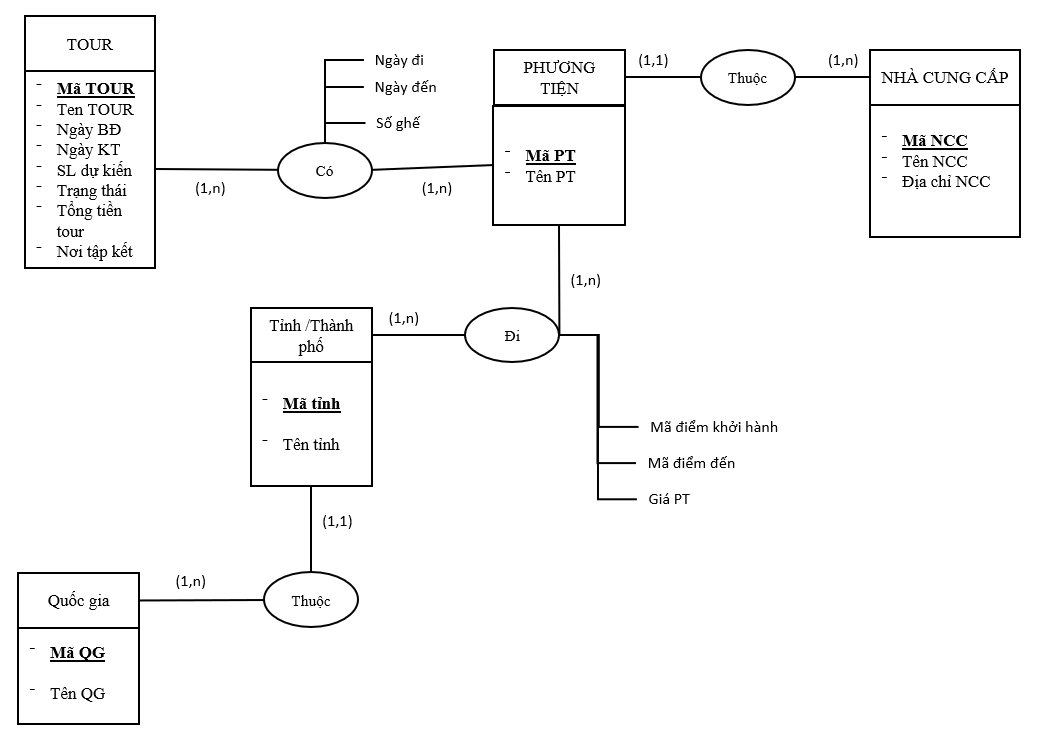 TOUR
- Mã TOUR
- Ten TOUR
- Ngày BĐ
- Ngày KT
- SL dự kiến
- Trạng thái
- Tổng tiền
tour
- Nơi tập kết
(1,n)
Có
Ngày đi
Ngày đến
Số ghế
(1,n)
PHƯƠNG
TIỆN
- Mã PT
- Tên PT
(1,1)
Thuộc
(1,n)
NHÀ CUNG CẤP
- Mã NCC
- Tên NCC
- Địa chỉ NCC
(1,n)
Đi
(1,n)
Tỉnh /Thành
phố
- Mã tỉnh
- Tên tỉnh
Mã điểm khởi hành
Mã điểm đến
Giá PT
(1,1)
Thuộc
(1,n)
Quốc gia
- Mã QG
- Tên QG